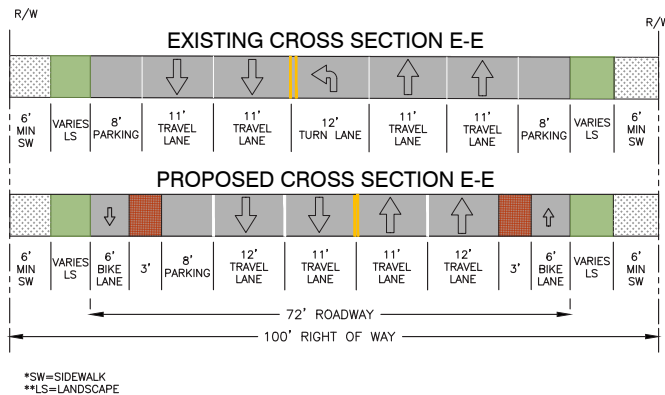 R/W
R/W
EXISTING CROSS SECTION E-E
6' MIN SW
VARIES LS
8' PARKING
11' TRAVEL LANE
11' TRAVEL LANE
12' TURN LANE
11' TRAVEL LANE
11' TRAVEL LANE
8' PARKING
VARIES LS
6' MIN SW
PROPOSED CROSS SECTION E-E
6' MIN SW
VARIES LS
6' BIKE LANE
3'
8' PARKING
12' TRAVEL LANE
11' TRAVEL LANE
11' TRAVEL LANE
12' TRAVEL LANE
3'
6' BIKE LANE
VARIES LS
6' MIN SW
72' ROADWAY
100' RIGHT OF WAY
*SW=SIDEWALK
**LS=LANDSCAPE